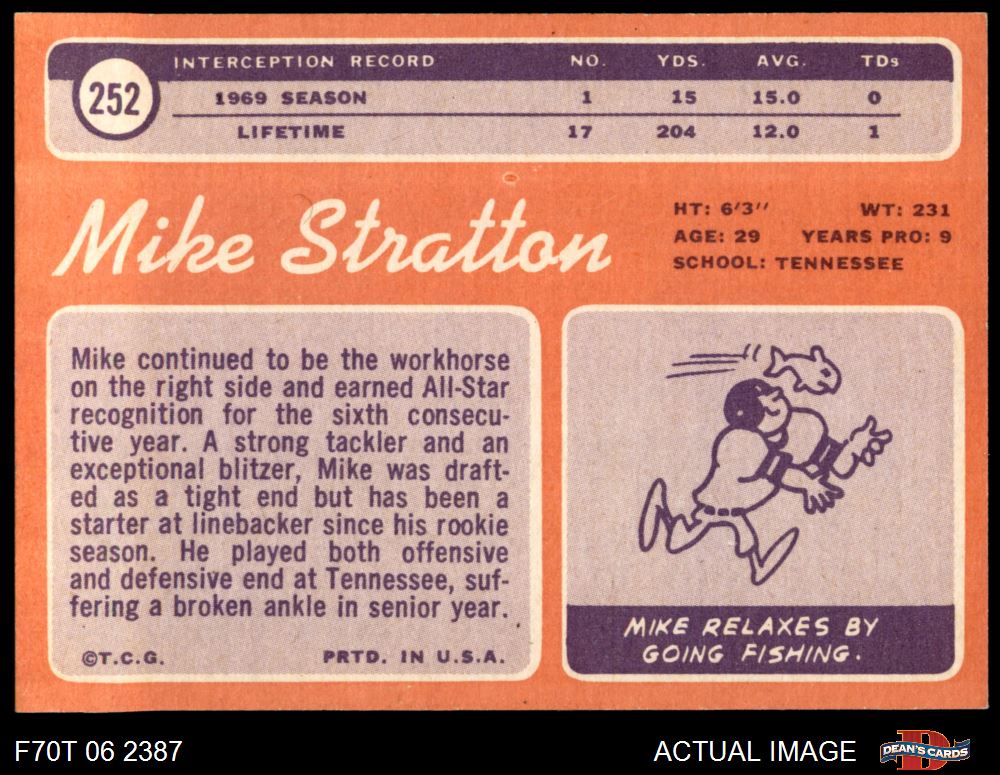 INTERCEPTION RECORD NO. YDS. AVG. TDs
252
1969 SEASON 1 15 15.0 0
LIFETIME 17 204 12.0 1
Mike Stratton
HT: 6'3'' WT: 231
AGE: 29 YEARS PRO: 9
SCHOOL: TENNESSEE
Mike continued to be the workhorse
on the right side and earned All-Star
recognition for the sixth consecu-
tive year. A strong tackler and an
exceptional blitzer, Mike was draft-
ed as a tight end but has been a
starter at linebacker since his rookie
season. He played both offensive
and defensive end at Tennessee, suf-
fering a broken ankle in senior year.
©T.C.G. PRTD. IN U.S.A.
MIKE RELAXES BY
GOING FISHING.
F70T 06 2387 ACTUAL IMAGE
D
DEAN'S CARDS